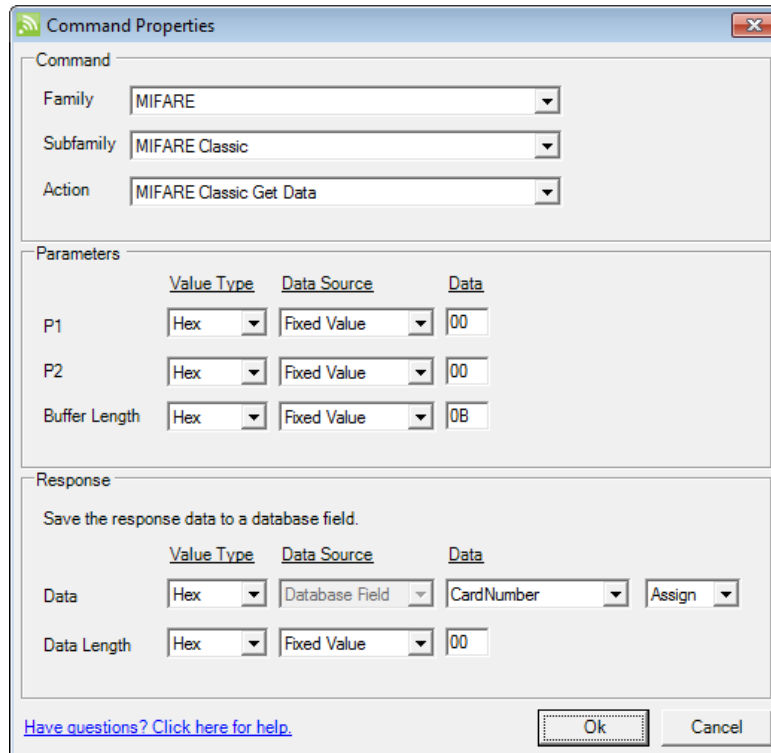 Command Properties
Command
Family MIFARE
Subfamily MIFARE Classic
Action MIFARE Classic Get Data
Parameters
Value Type Data Source Data
P1 Hex Fixed Value 00
P2 Hex Fixed Value 00
Buffer Length Hex Fixed Value 0B
Response
Save the response data to a database field.
Value Type Data Source Data
Data Hex Database Field CardNumber Assign
Data Length Hex Fixed Value 00
Have questions? Click here for help. Ok Cancel